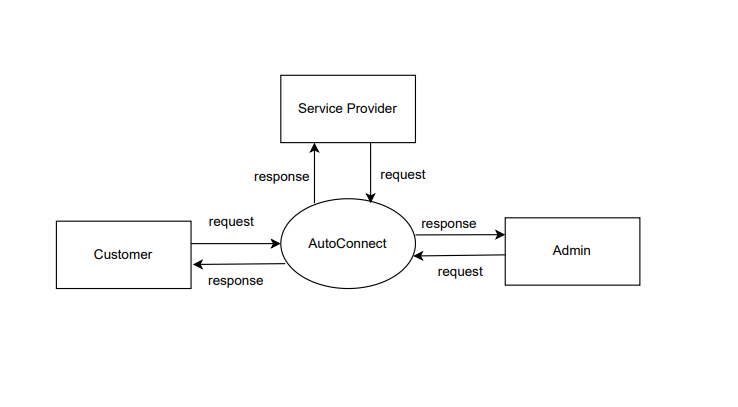 Service Provider
response
request
request
response
Customer
AutoConnect
Admin
response
request